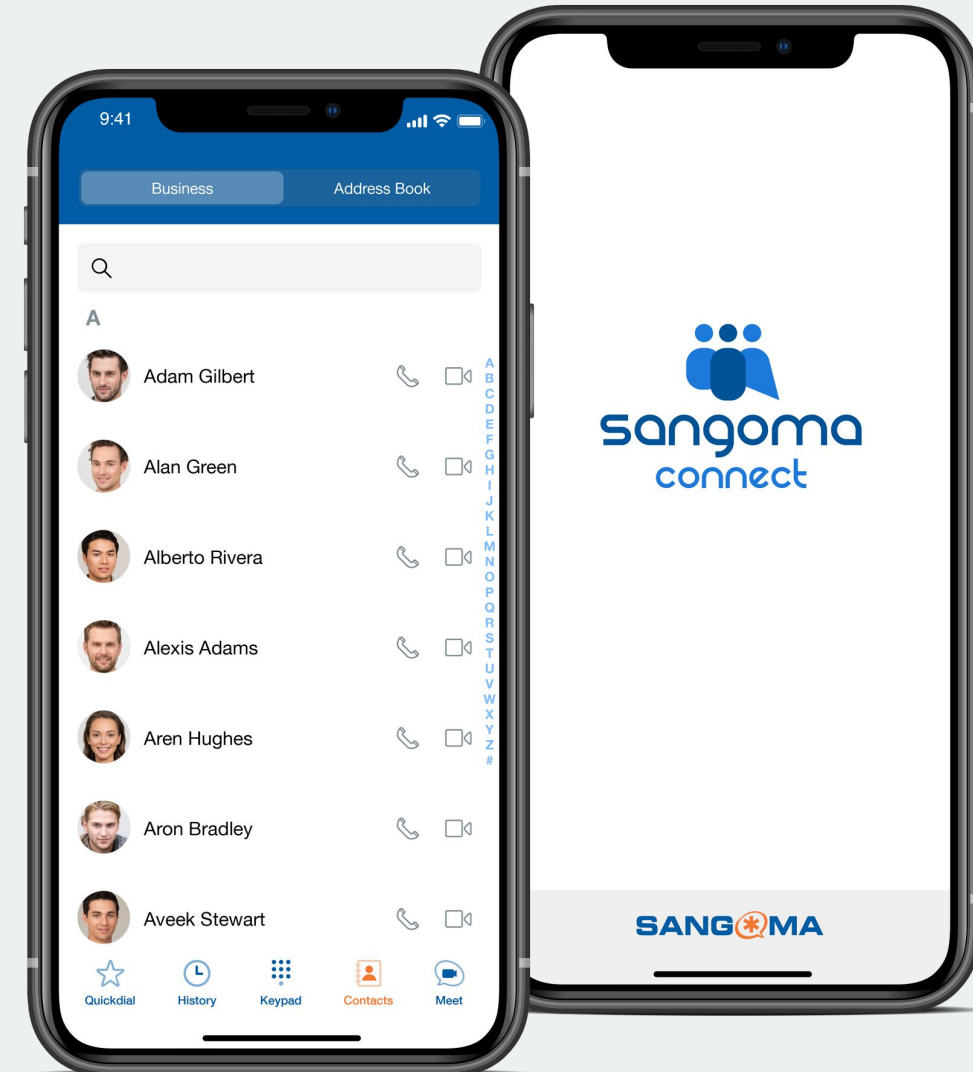 9:41
Business
Address Book
A
Adam Gilbert
Alan Green
Alberto Rivera
Alexis Adams
Aren Hughes
Aron Bradley
Aveek Stewart
A
B
C
D
E
F
G
H
I
J
K
L
M
N
O
P
Q
R
S
T
U
V
W
X
Y
Z
#
Quickdial
History
Keypad
Contacts
Meet
sangoma
connect
SANGOMA